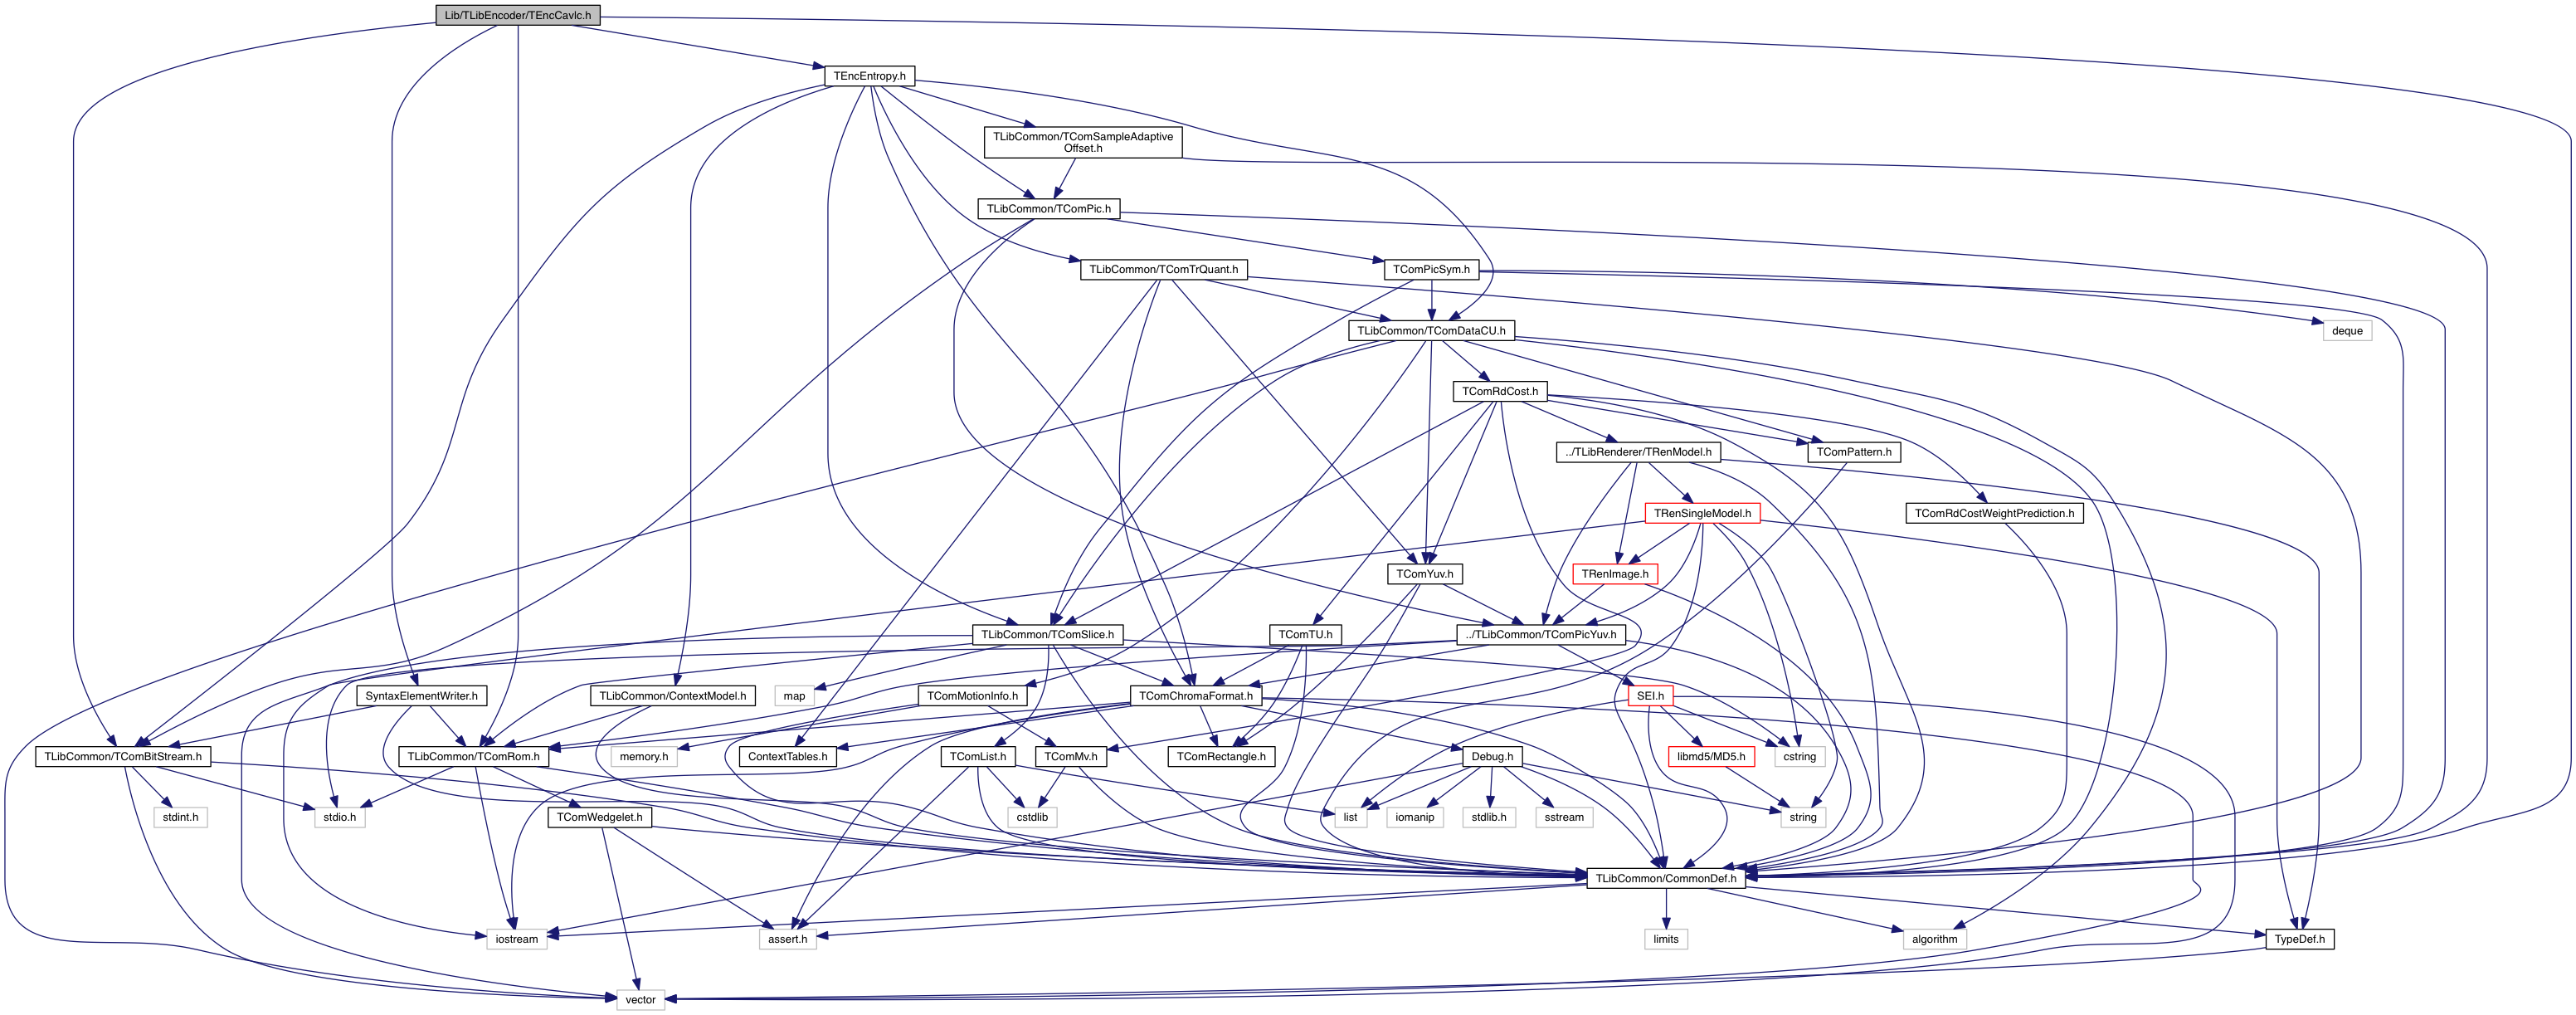 Lib/TLibEncoder/TEncCavlc.h
TEncEntropy.h
TLibCommon/TComSampleAdaptive
Offset.h
TLibCommon/TComPic.h
TLibCommon/TComTrQuant.h
TComPicSym.h
TLibCommon/TComDataCU.h
deque
TComRdCost.h
../TLibRenderer/TRenModel.h
TComPattern.h
TRenSingleModel.h
TComRdCostWeightPrediction.h
TComYuv.h
TRenImage.h
TLibCommon/TComSlice.h
TComTU.h
../TLibCommon/TComPicYuv.h
SyntaxElementWriter.h
TLibCommon/ContextModel.h
map
TComMotionInfo.h
TComChromaFormat.h
SEI.h
TLibCommon/TComBitStream.h
TLibCommon/TComRom.h
memory.h
ContextTables.h
TComList.h
TComMv.h
TComRectangle.h
Debug.h
libmd5/MD5.h
cstring
stdint.h
stdio.h
TComWedgelet.h
cstdlib
list
iomanip
stdlib.h
sstream
string
TLibCommon/CommonDef.h
iostream
assert.h
limits
algorithm
TypeDef.h
vector